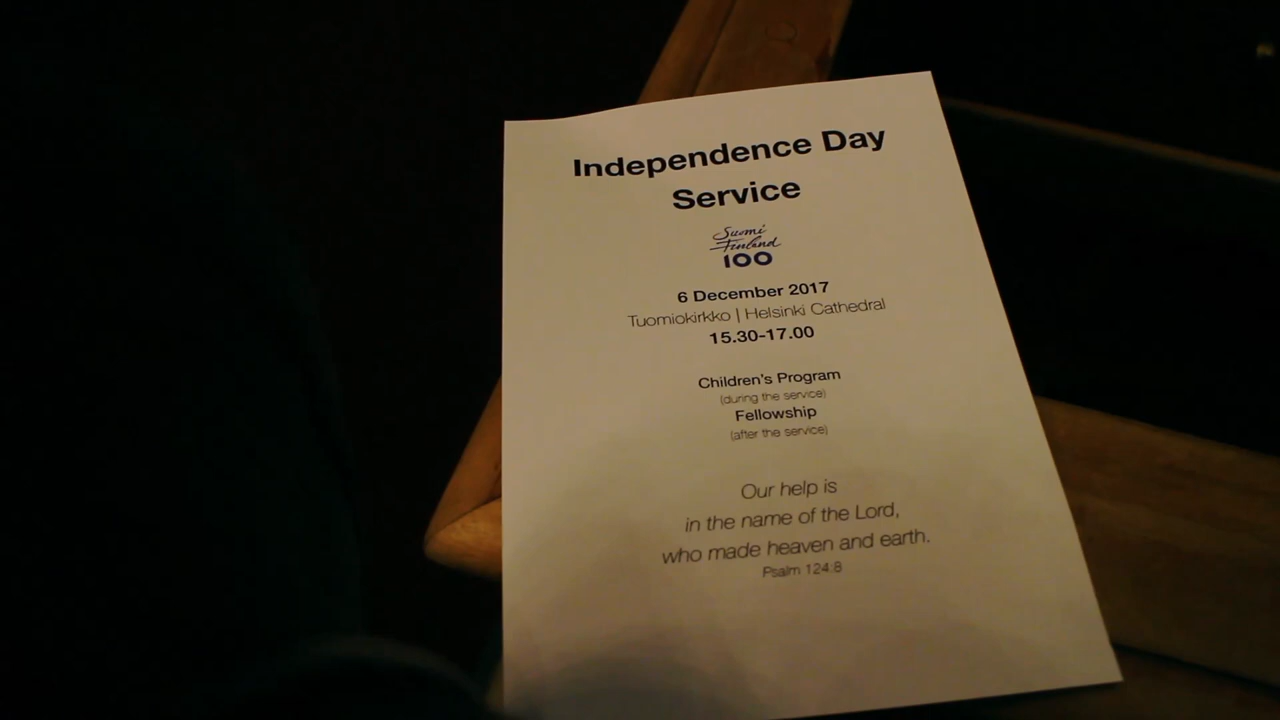 Independence Day
Service
Suomi
Finland
100
6 December 2017
Tuomiokirkko | Helsinki Cathedral
15.30-17.00
Children's Program
(during the service)
Fellowship
(after the service)
Our help is
in the name of the Lord,
who made heaven and earth.
Psalm 124:8